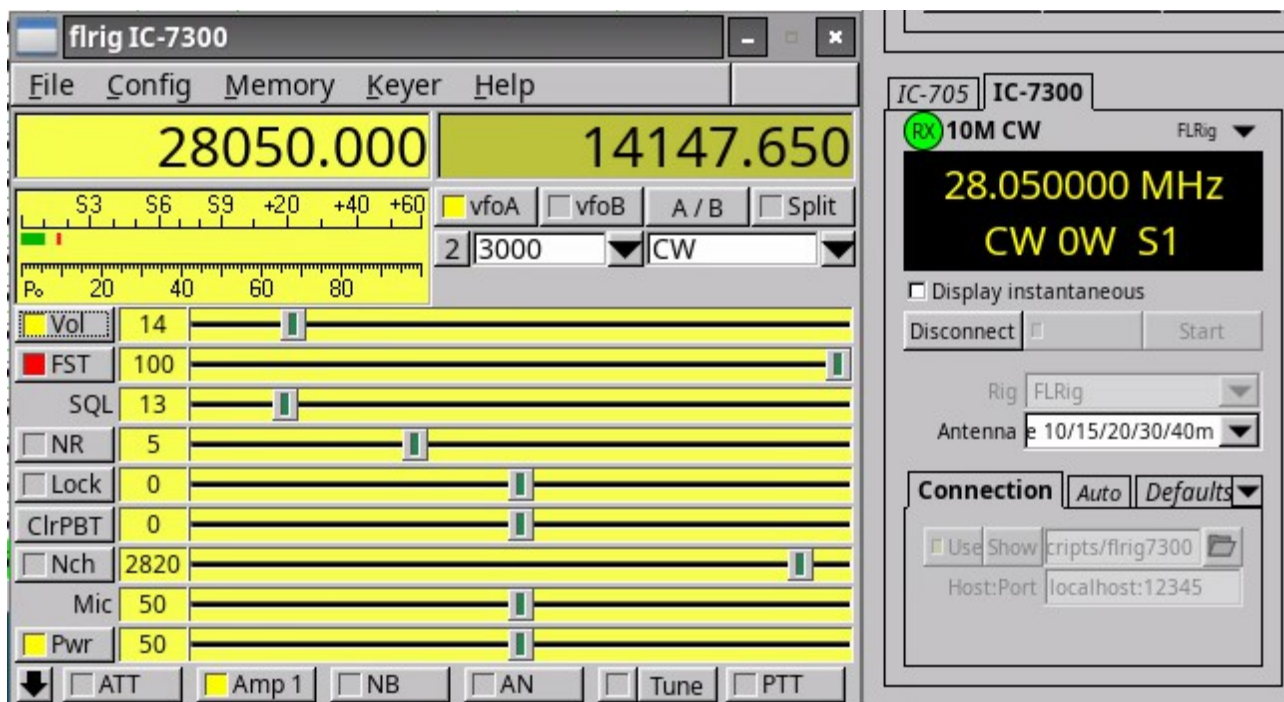 flrig IC-7300
File Config Memory Keyer Help
28050.000 14147.650
S3 S6 S9 +20 +40 +60
vfoA vfoB A / B Split
2 3000 CW
Po 20 40 60 80
Vol 14
FST 100
SQL 13
NR 5
Lock 0
ClrPBT 0
Nch 2820
Mic 50
Pwr 50
ATT Amp 1 NB AN Tune PTT
IC-705 IC-7300
RX 10M CW FLRig
28.050000 MHz
CW 0W S1
Display instantaneous
Disconnect Start
Rig FLRig
Antenna e 10/15/20/30/40m
Connection Auto Defaults
Use Show cripts/flrig7300
Host:Port localhost:12345